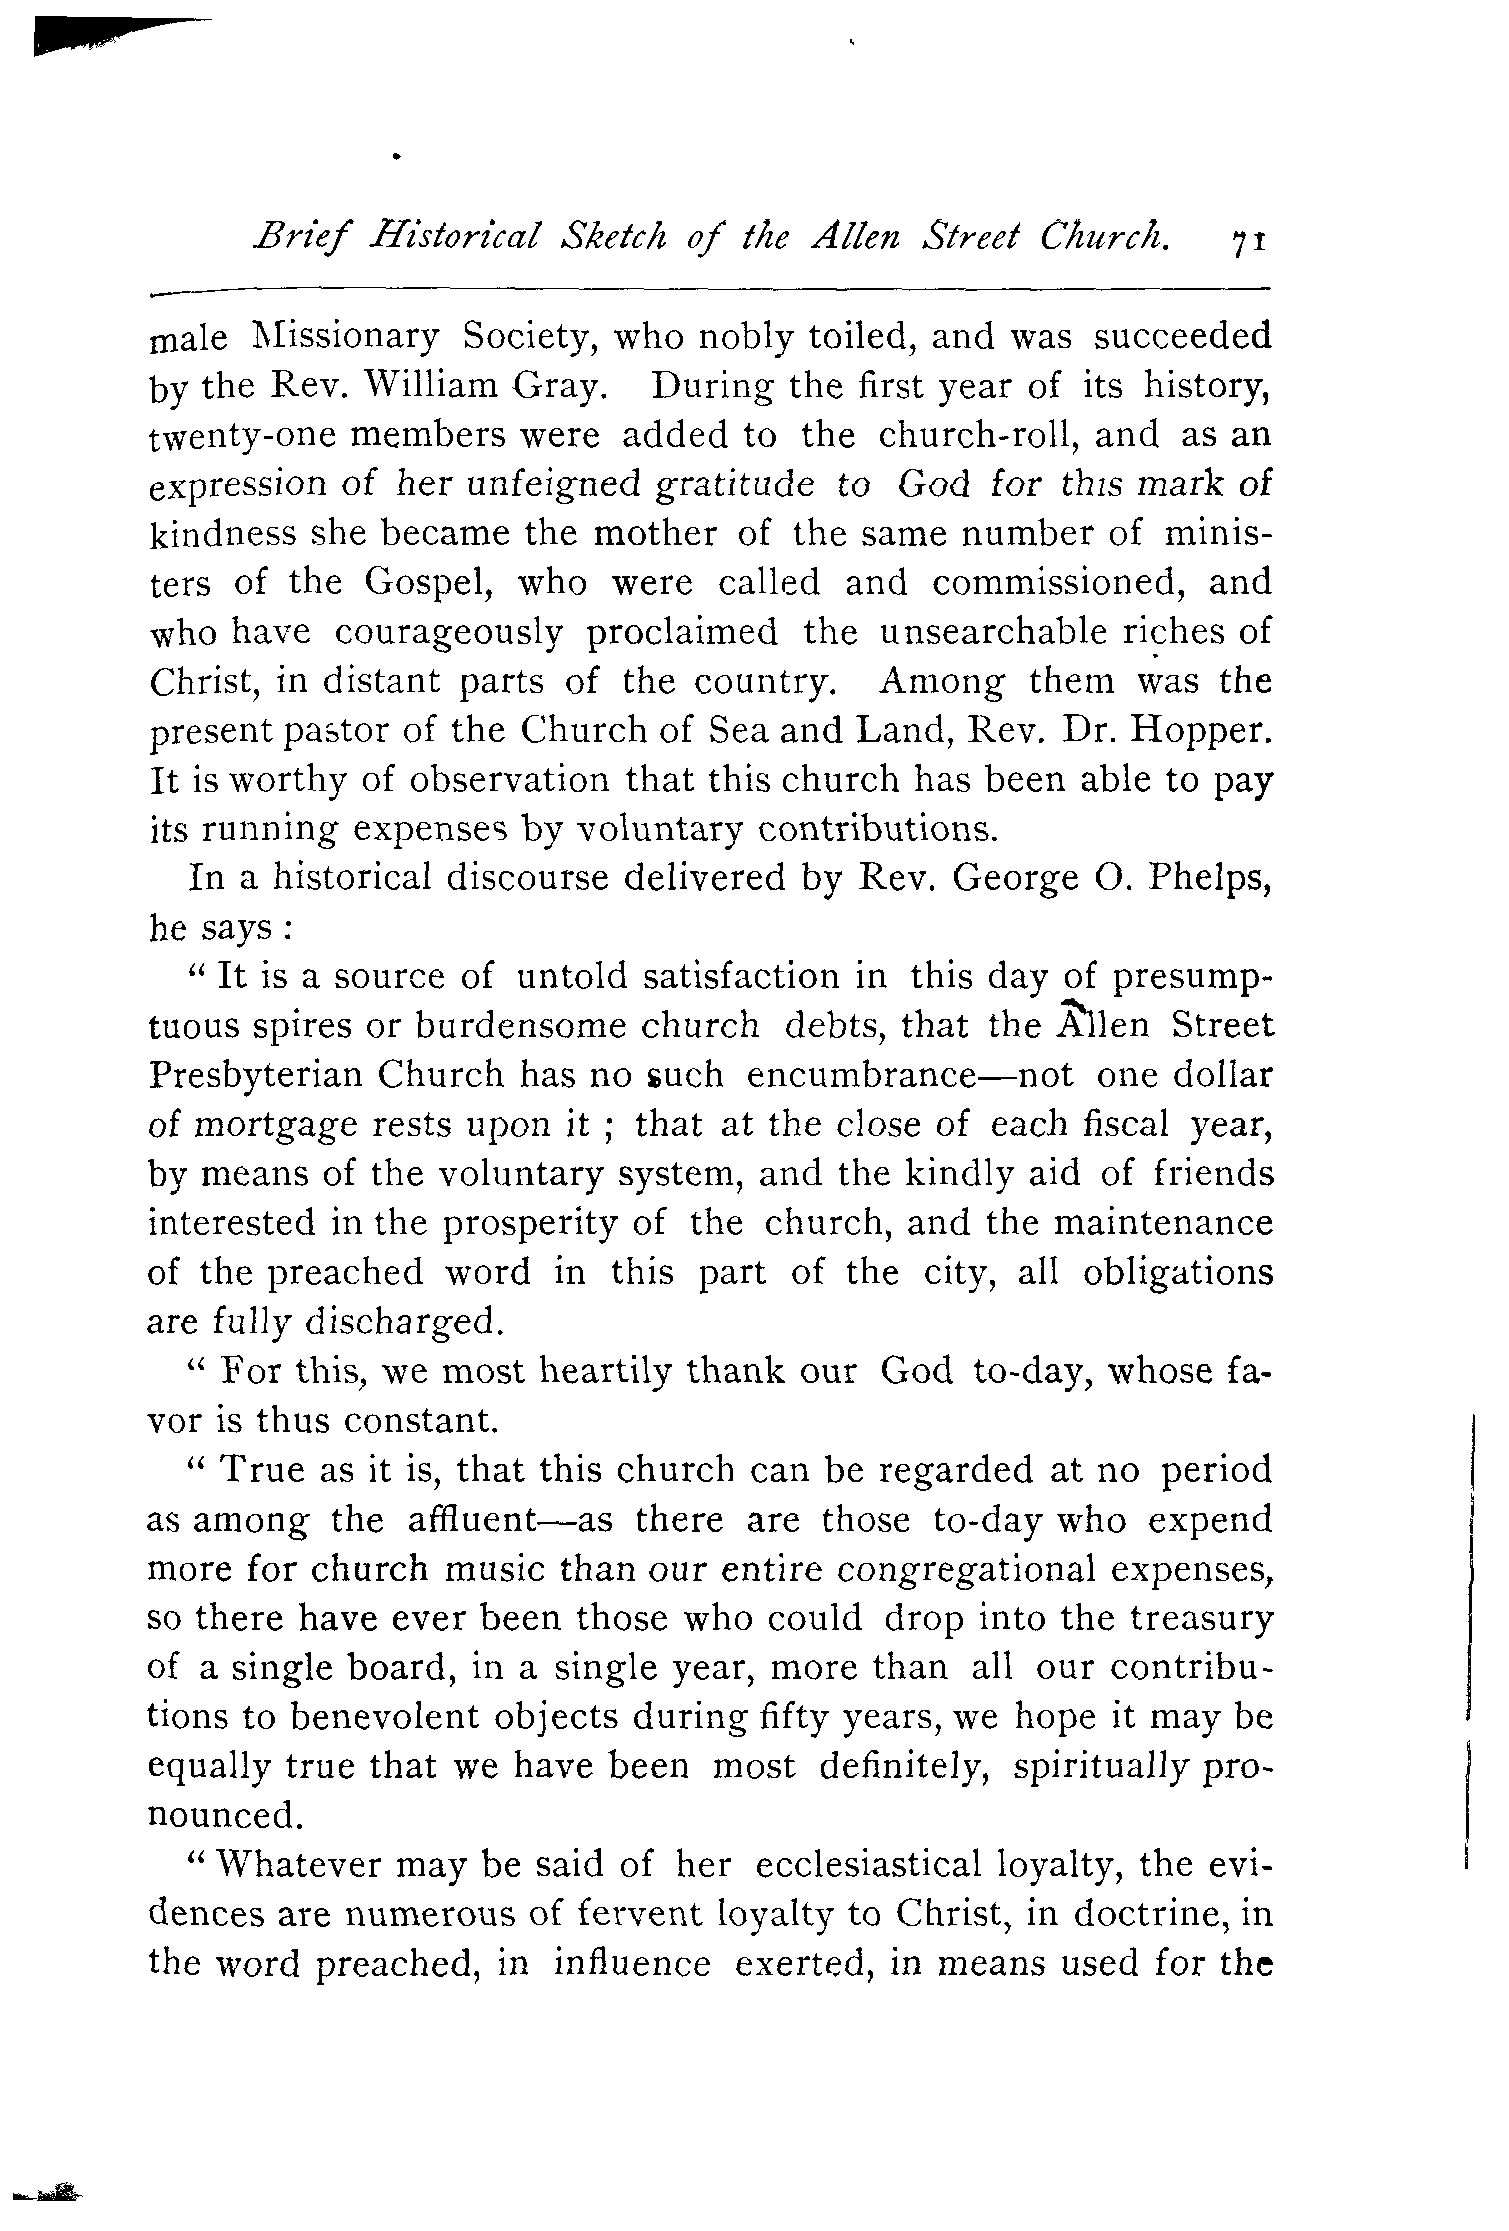 Brief Historical Sketch of the Allen Street Church. 71
male Missionary Society, who nobly toiled, and was succeeded
by the Rev. William Gray. During the first year of its history,
twenty-one members were added to the church-roll, and as an
expression of her unfeigned gratitude to God for this mark of
kindness she became the mother of the same number of minis-
ters of the Gospel, who were called and commissioned, and
who have courageously proclaimed the unsearchable riches of
Christ, in distant parts of the country. Among them was the
present pastor of the Church of Sea and Land, Rev. Dr. Hopper.
It is worthy of observation that this church has been able to pay
its running expenses by voluntary contributions.
In a historical discourse delivered by Rev. George O. Phelps,
he says :
“ It is a source of untold satisfaction in this day of presump-
tuous spires or burdensome church debts, that the Allen Street
Presbyterian Church has no such encumbrance—not one dollar
of mortgage rests upon it ; that at the close of each fiscal year,
by means of the voluntary system, and the kindly aid of friends
interested in the prosperity of the church, and the maintenance
of the preached word in this part of the city, all obligations
are fully discharged.
“ For this, we most heartily thank our God to-day, whose fa-
vor is thus constant.
“ True as it is, that this church can be regarded at no period
as among the affluent—as there are those to-day who expend
more for church music than our entire congregational expenses,
so there have ever been those who could drop into the treasury
of a single board, in a single year, more than all our contribu-
tions to benevolent objects during fifty years, we hope it may be
equally true that we have been most definitely, spiritually pro-
nounced.
“ Whatever may be said of her ecclesiastical loyalty, the evi-
dences are numerous of fervent loyalty to Christ, in doctrine, in
the word preached, in influence exerted, in means used for the